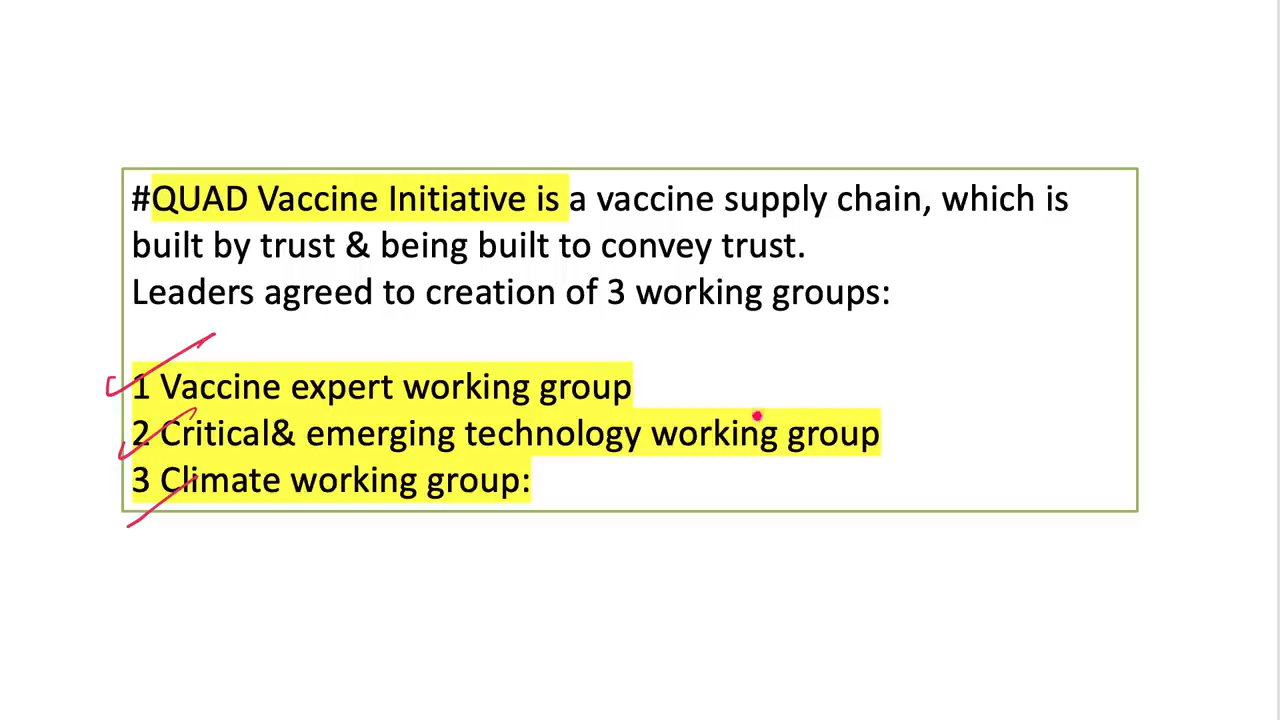 #QUAD Vaccine Initiative is a vaccine supply chain, which is
built by trust & being built to convey trust.
Leaders agreed to creation of 3 working groups:
1 Vaccine expert working group
2 Critical& emerging technology working group
3 Climate working group: